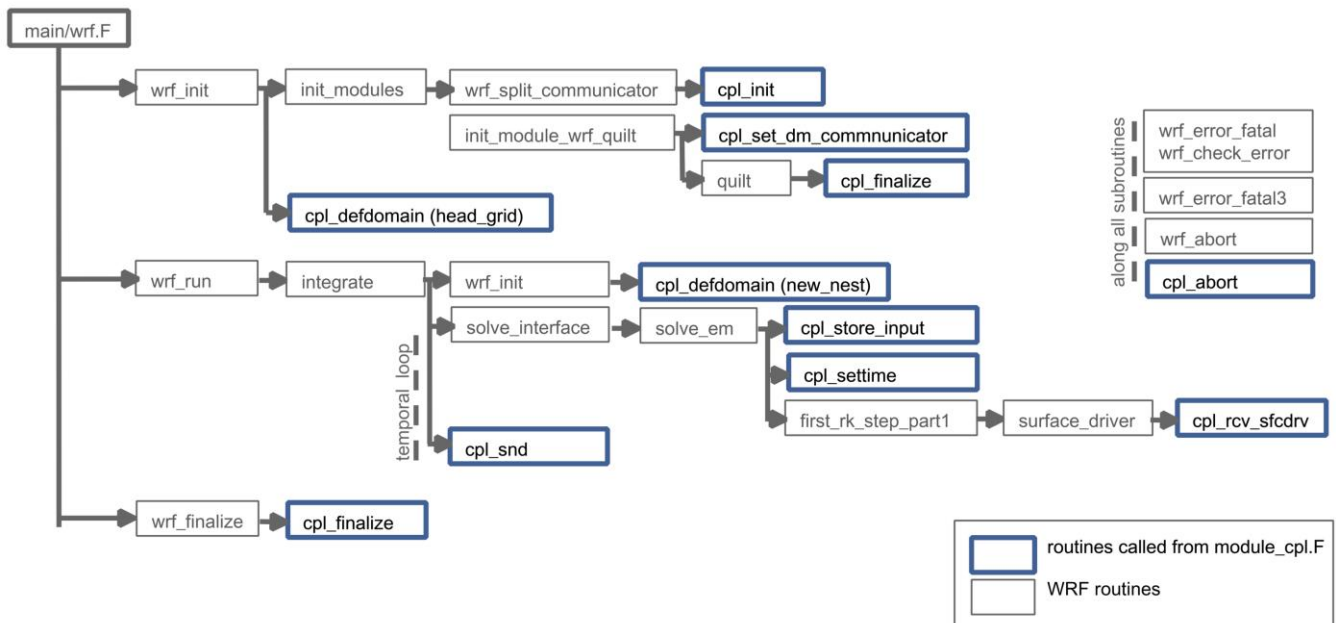 main/wrf.F
wrf_init
init_modules
wrf_split_communicator
cpl_init
init_module_wrf_quilt
cpl_set_dm_commnunicator
quilt
cpl_finalize
cpl_defdomain (head_grid)
wrf_run
integrate
wrf_init
cpl_defdomain (new_nest)
solve_interface
solve_em
cpl_store_input
cpl_settime
first_rk_step_part1
surface_driver
cpl_rcv_sfcdrv
temporal loop
cpl_snd
wrf_finalize
cpl_finalize
along all subroutines
wrf_error_fatal
wrf_check_error
wrf_error_fatal3
wrf_abort
cpl_abort
routines called from module_cpl.F
WRF routines